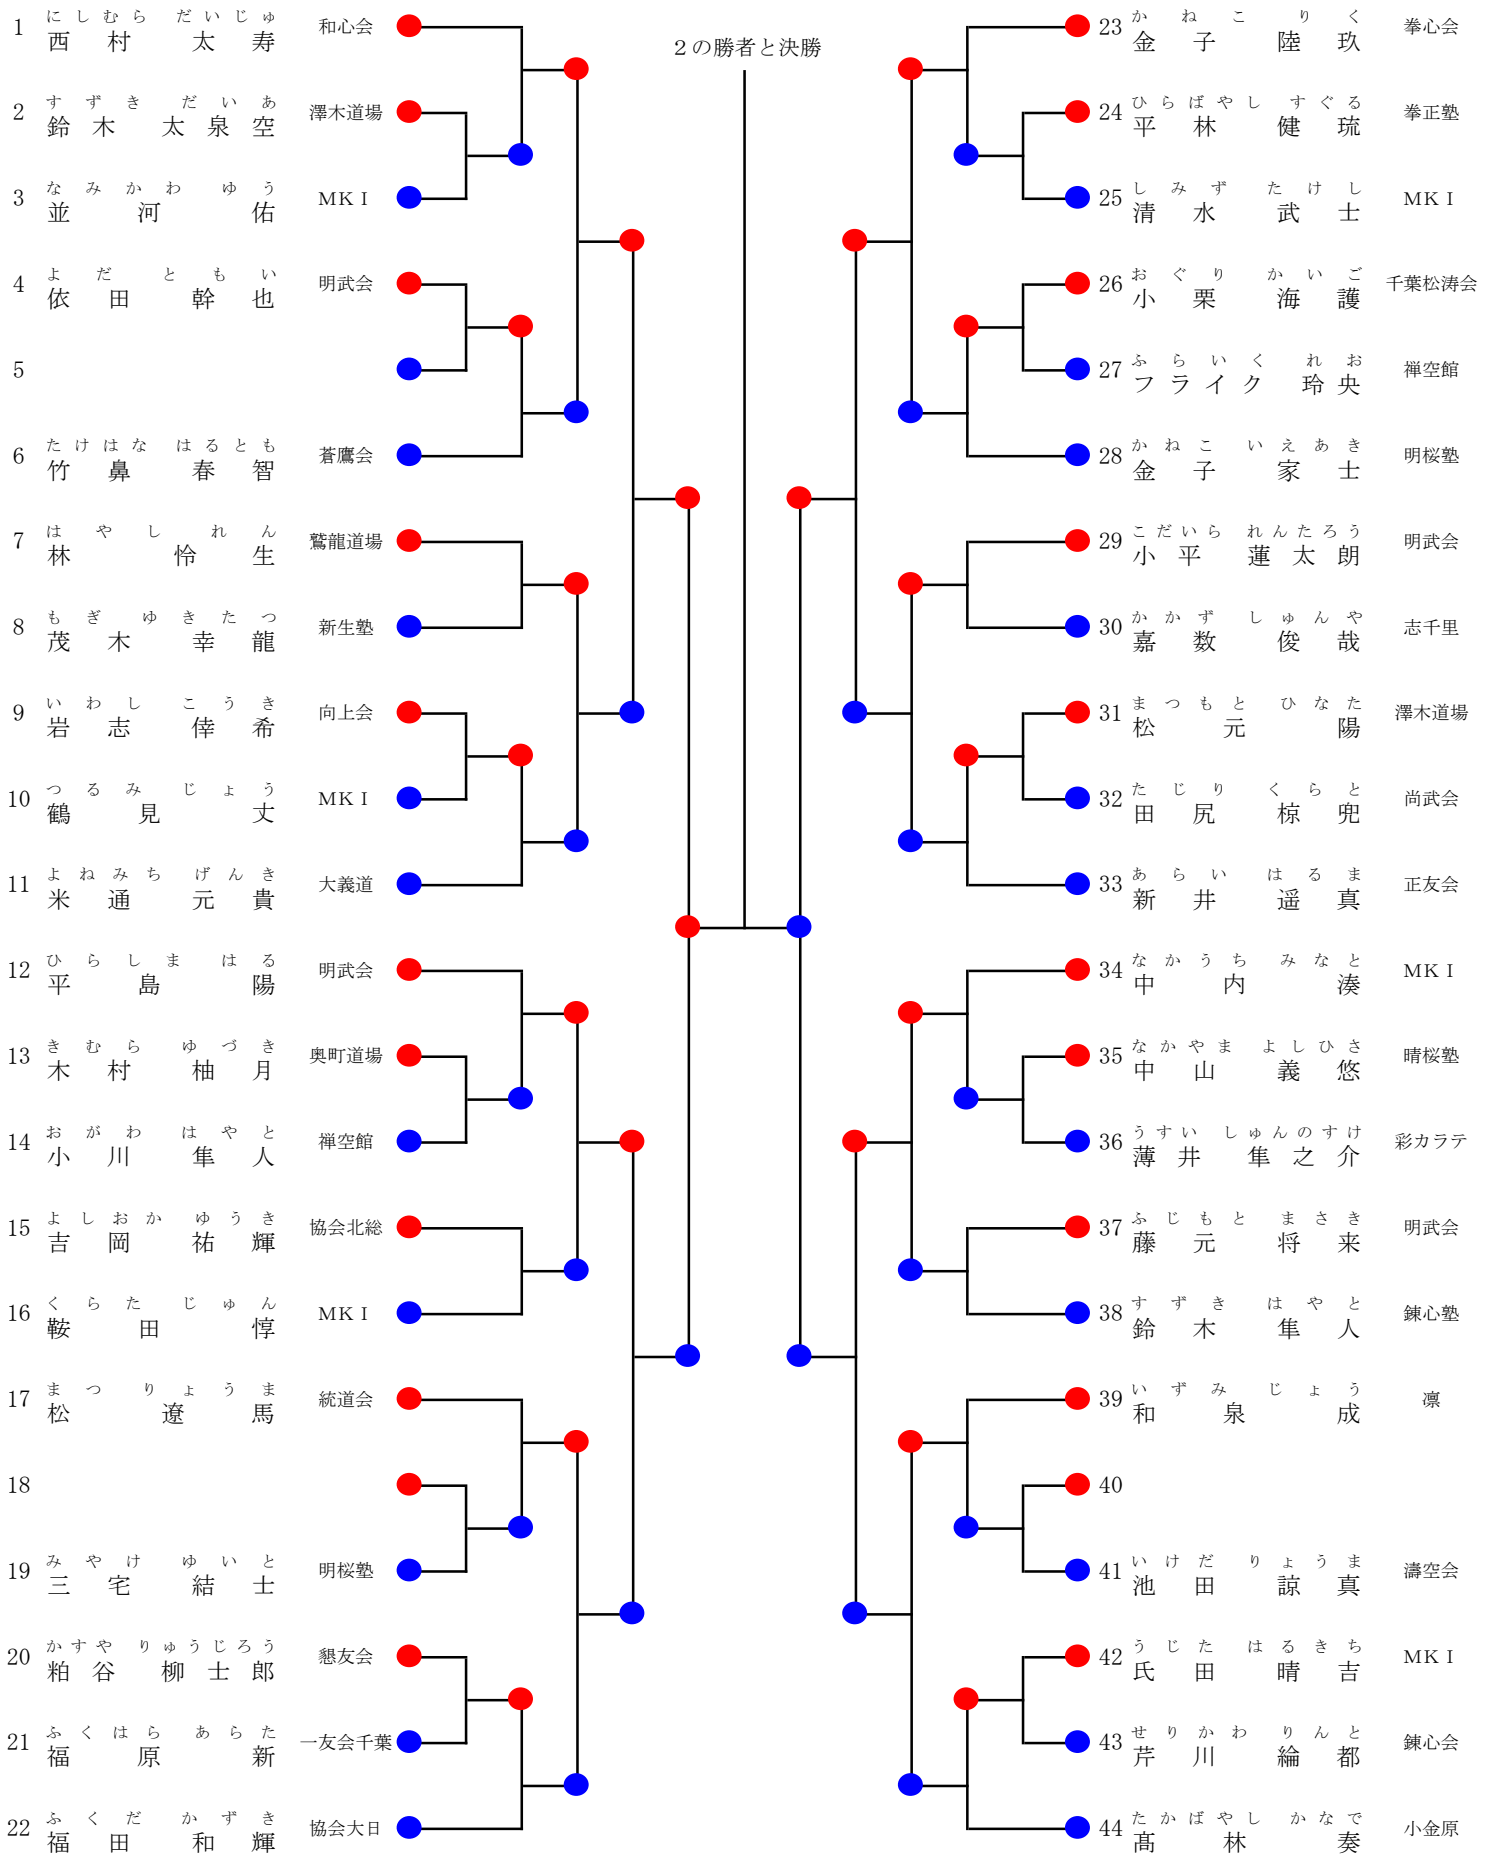 ２の勝者と決勝
にしむら だいじゅ
1 西村 太寿 和心会
すずき だいあ
2 鈴木 太泉空 澤木道場
なみかわ ゆう
3 並河 佑 ＭＫＩ
よだ ともい
4 依田 幹也 明武会
5
たけはな はるとも
6 竹鼻 春智 蒼鷹会
はやし れん
7 林 怜生 鷲龍道場
もぎ ゆきたつ
8 茂木 幸龍 新生塾
いわし こうき
9 岩志 倖希 向上会
つるみ じょう
10 鶴見 丈 ＭＫＩ
よねみち げんき
11 米通 元貴 大義道
ひらしま はる
12 平島 陽 明武会
きむら ゆづき
13 木村 柚月 奥町道場
おがわ はやと
14 小川 隼人 禅空館
よしおか ゆうき
15 吉岡 祐輝 協会北総
くらた じゅん
16 鞍田 惇 ＭＫＩ
まつ りょうま
17 松 遼馬 統道会
18
みやけ ゆいと
19 三宅 結士 明桜塾
かすや りゅうじろう
20 粕谷 柳士郎 懇友会
ふくはら あらた
21 福原 新 一友会千葉
ふくだ かずき
22 福田 和輝 協会大日
かねこ りく
23 金子 陸玖 拳心会
ひらばやし すぐる
24 平林 健琉 拳正塾
しみず たけし
25 清水 武士 ＭＫＩ
おぐり かいご
26 小栗 海護 千葉松涛会
ふらいく れお
27 フライク 玲央 禅空館
かねこ いえあき
28 金子 家士 明桜塾
こだいら れんたろう
29 小平 蓮太朗 明武会
かかず しゅんや
30 嘉数 俊哉 志千里
まつもと ひなた
31 松元 陽 澤木道場
たじり くらと
32 田尻 椋兜 尚武会
あらい はるま
33 新井 遥真 正友会
なかうち みなと
34 中内 湊 ＭＫＩ
なかやま よしひさ
35 中山 義悠 晴桜塾
うすい しゅんのすけ
36 薄井 隼之介 彩カラテ
ふじもと まさき
37 藤元 将来 明武会
すずき はやと
38 鈴木 隼人 錬心塾
いずみ じょう
39 和泉 成 凛
40
いけだ りょうま
41 池田 諒真 濤空会
うじた はるきち
42 氏田 晴吉 ＭＫＩ
せりかわ りんと
43 芹川 綸都 錬心会
たかばやし かなで
44 髙林 奏 小金原